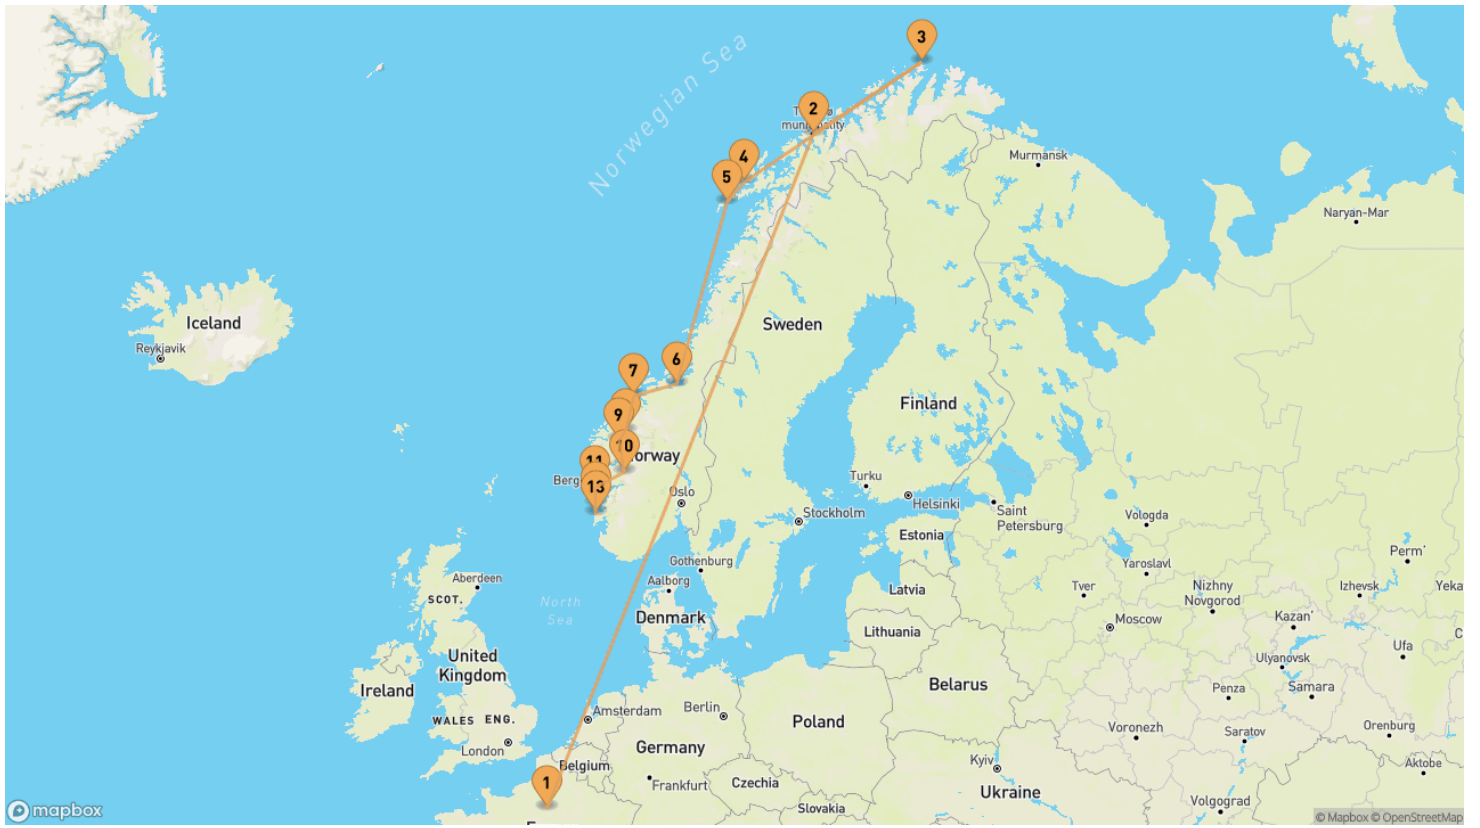 3
2
municipality
Norwegian Sea
4
5
Murmansk
Naryan-Mar
Iceland
Reykjavik
Sweden
6
7
9
10
Finland
11
13
Turku
Oslo
Helsinki
Stockholm
Saint
Petersburg
Vologda
Estonia
Gothenburg
Aalborg
Aberdeen
SCOT.
North
Sea
Denmark
Latvia
Lithuania
Yaroslavl
Tver
Nizhny
Novgorod
Moscow
Perm'
Izhevsk
Kazan'
Ufa
Ulyanovsk
Samara
Penza
United
Kingdom
Ireland
WALES
ENG.
London
Amsterdam
Berlin
Belarus
Poland
Germany
Voronezh
Saratov
Orenburg
Belgium
Frankfurt
Czechia
Kyiv
Aktobe
1
Slovakia
Ukraine
Volgograd
mapbox
© Mapbox © OpenStreetMap